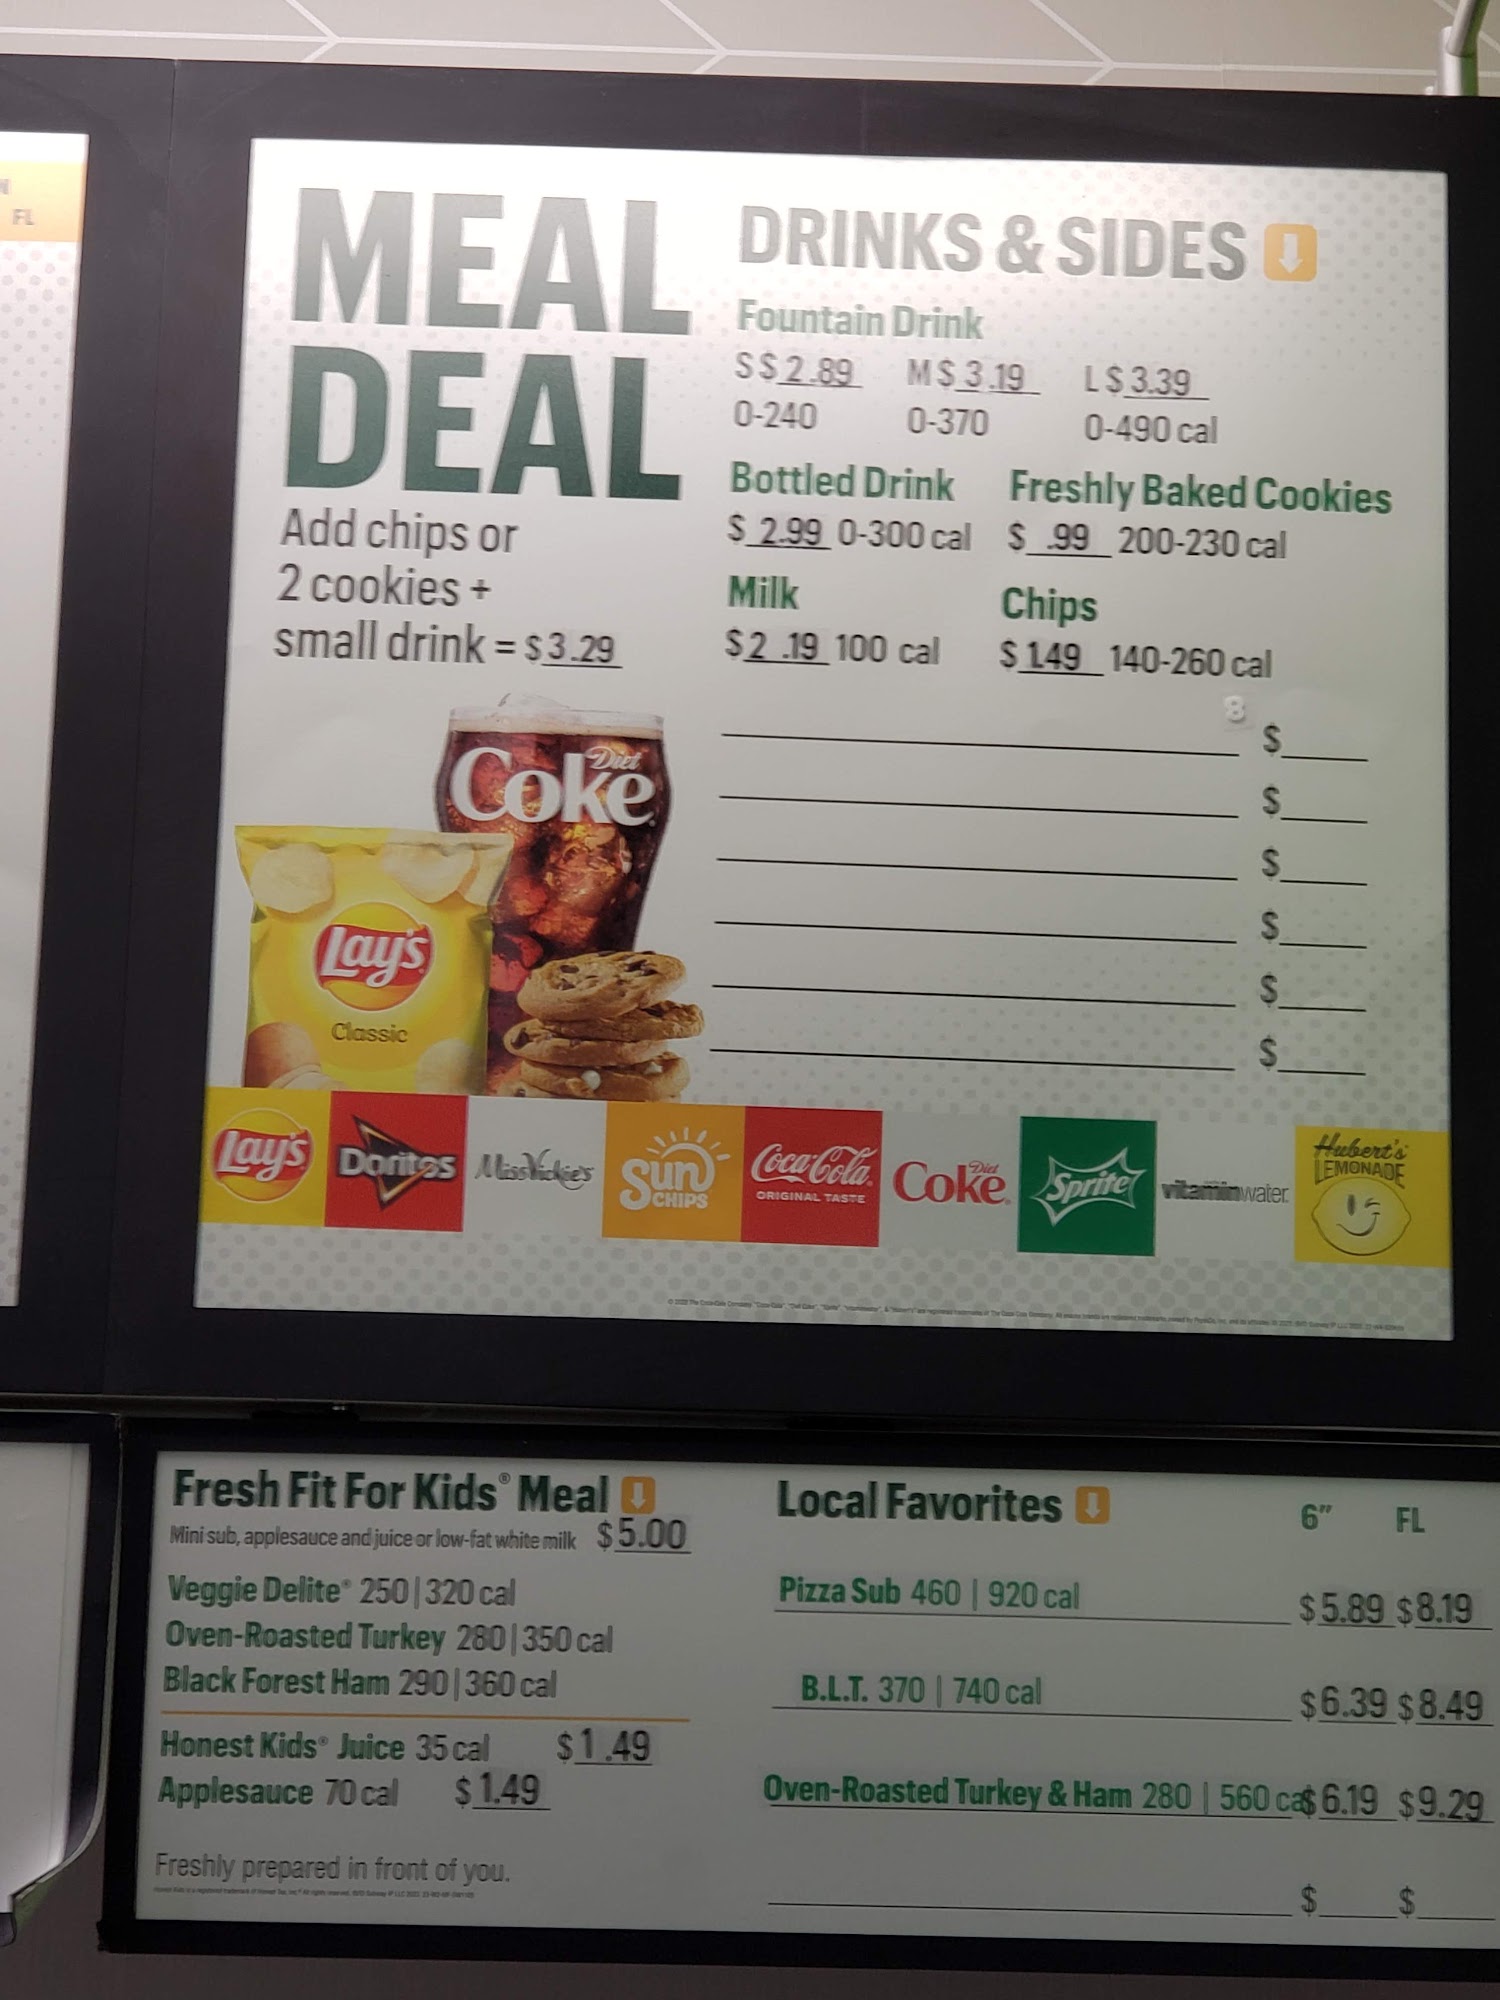 FL
MEAL
DEAL
Add chips or
2 cookies +
small drink = $3.29
DRINKS & SIDES
Fountain Drink
S $2.89 M $3.19 L $3.39
0-240 0-370 0-490 cal
Bottled Drink Freshly Baked Cookies
$ 2.99 0-300 cal $ .99 200-230 cal
Milk Chips
$2 .19 100 cal $ 1.49 140-260 cal
8
$
$
$
$
$
$
Diet
Coke
Lay's
Classic
Lay's
Doritos
Miss Vickie's
Sun
CHIPS
Coca-Cola
ORIGINAL TASTE
Diet
Coke
Sprite
vitaminwater
Hubert's
LEMONADE
Fresh Fit For Kids® Meal
Mini sub, applesauce and juice or low-fat white milk $5.00
Veggie Delite® 250|320 cal
Oven-Roasted Turkey 280|350 cal
Black Forest Ham 290|360 cal
Honest Kids® Juice 35 cal $1.49
Applesauce 70 cal $1.49
Freshly prepared in front of you.
Local Favorites 6" FL
Pizza Sub 460 | 920 cal $5.89 $8.19
B.L.T. 370 | 740 cal $6.39 $8.49
Oven-Roasted Turkey & Ham 280 | 560 ca $6.19 $9.29
$ $